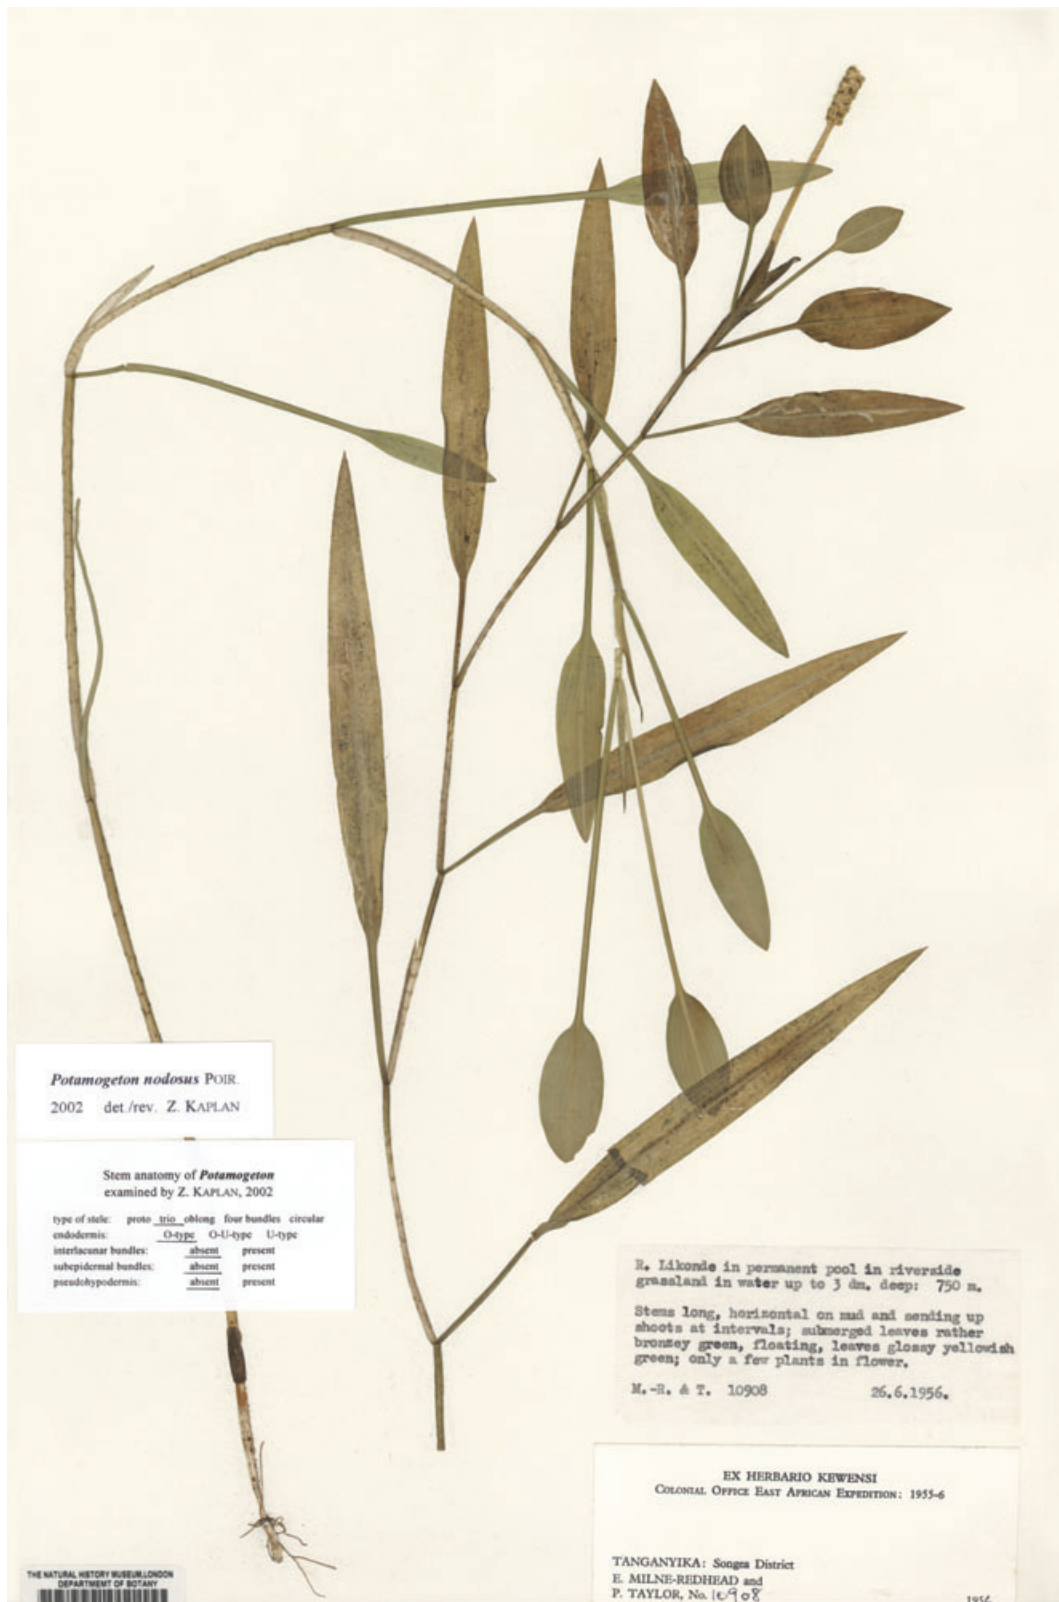 Potamogeton nodosus POIR.
2002 det./rev. Z. KAPLAN
Stem anatomy of Potamogeton
examined by Z. KAPLAN, 2002
type of stele: proto trio oblong four bundles circular
endodermis: O-type O-U-type U-type
interlacunar bundles: absent present
subepidermal bundles: absent present
pseudohypodermis: absent present
R. Likonde in permanent pool in riverside
grassland in water up to 3 dm. deep: 750 m.
Stems long, horizontal on mud and sending up
shoots at intervals; submerged leaves rather
bronzey green, floating, leaves glossy yellowish
green; only a few plants in flower.
M.-R. & T. 10908 26.6.1956.
EX HERBARIO KEWENSI
COLONIAL OFFICE EAST AFRICAN EXPEDITION: 1955-6
TANGANYIKA: Songea District
E. MILNE-REDHEAD and
P. TAYLOR, No. 10908 1956
THE NATURAL HISTORY MUSEUM, LONDON
DEPARTMEMT OF BOTANY